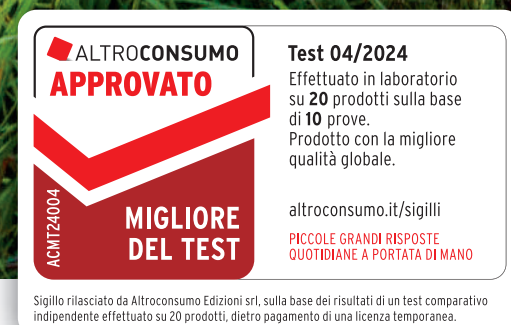 ALTROCONSUMO
APPROVATO
ACMT24004
MIGLIORE
DEL TEST
Test 04/2024
Effettuato in laboratorio
su 20 prodotti sulla base
di 10 prove.
Prodotto con la migliore
qualità globale.
altroconsumo.it/sigilli
PICCOLE GRANDI RISPOSTE
QUOTIDIANE A PORTATA DI MANO
Sigillo rilasciato da Altroconsumo Edizioni srl, sulla base dei risultati di un test comparativo
indipendente effettuato su 20 prodotti, dietro pagamento di una licenza temporanea.